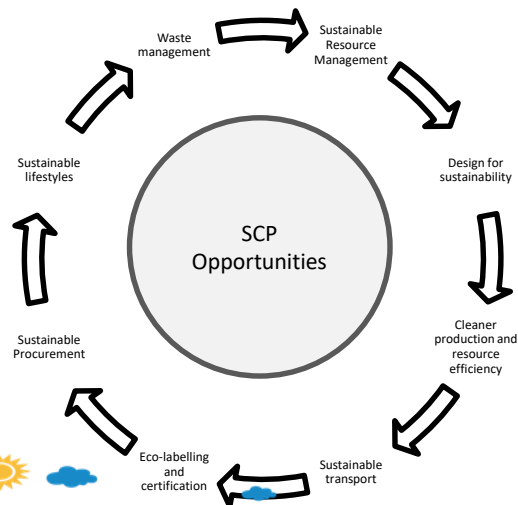 Waste
management
Sustainable
Resource
Management
Design for
sustainability
Cleaner
production and
resource
efficiency
Sustainable
transport
Eco-labelling
and
certification
Sustainable
Procurement
Sustainable
lifestyles
SCP
Opportunities